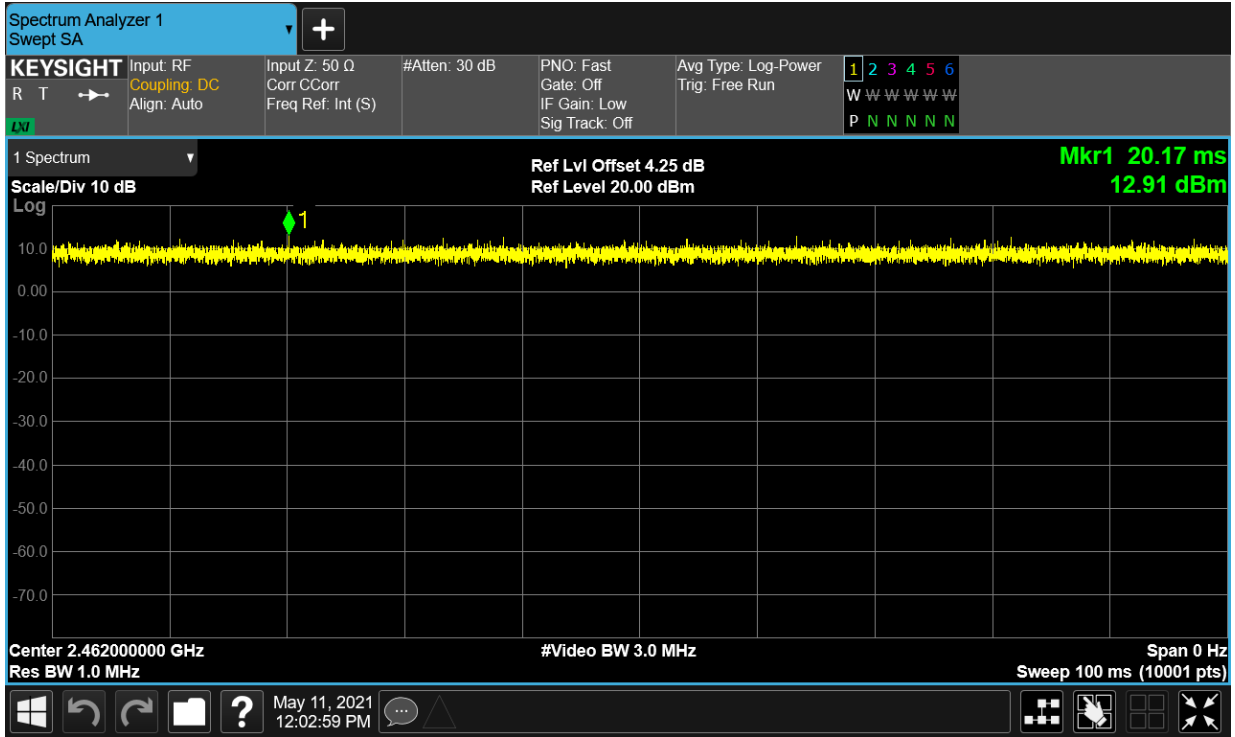 Spectrum Analyzer 1
Swept SA
KEYSIGHT
R T
LXI
Input: RF
Coupling: DC
Align: Auto
Input Z: 50 Ω
Corr CCorr
Freq Ref: Int (S)
#Atten: 30 dB
PNO: Fast
Gate: Off
IF Gain: Low
Sig Track: Off
Avg Type: Log-Power
Trig: Free Run
1 2 3 4 5 6
W W W W W W
P N N N N N
1 Spectrum
Scale/Div 10 dB
Log
Ref Lvl Offset 4.25 dB
Ref Level 20.00 dBm
Mkr1 20.17 ms
12.91 dBm
1
10.0
0.00
-10.0
-20.0
-30.0
-40.0
-50.0
-60.0
-70.0
Center 2.462000000 GHz
Res BW 1.0 MHz
#Video BW 3.0 MHz
Span 0 Hz
Sweep 100 ms (10001 pts)
?
May 11, 2021
12:02:59 PM